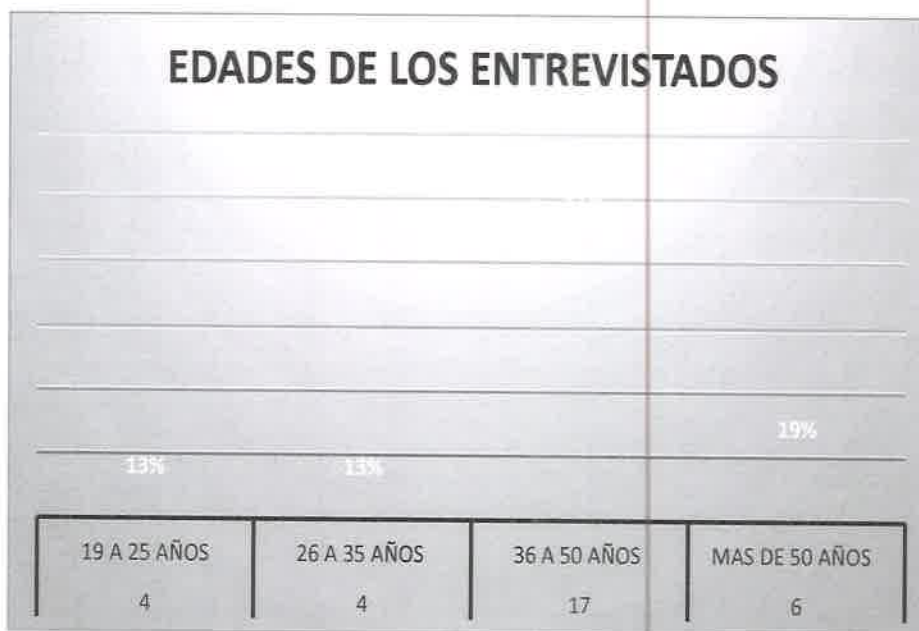 EDADES DE LOS ENTREVISTADOS
19%
13% 13%
19 A 25 AÑOS 26 A 35 AÑOS 36 A 50 AÑOS MAS DE 50 AÑOS
4 4 17 6